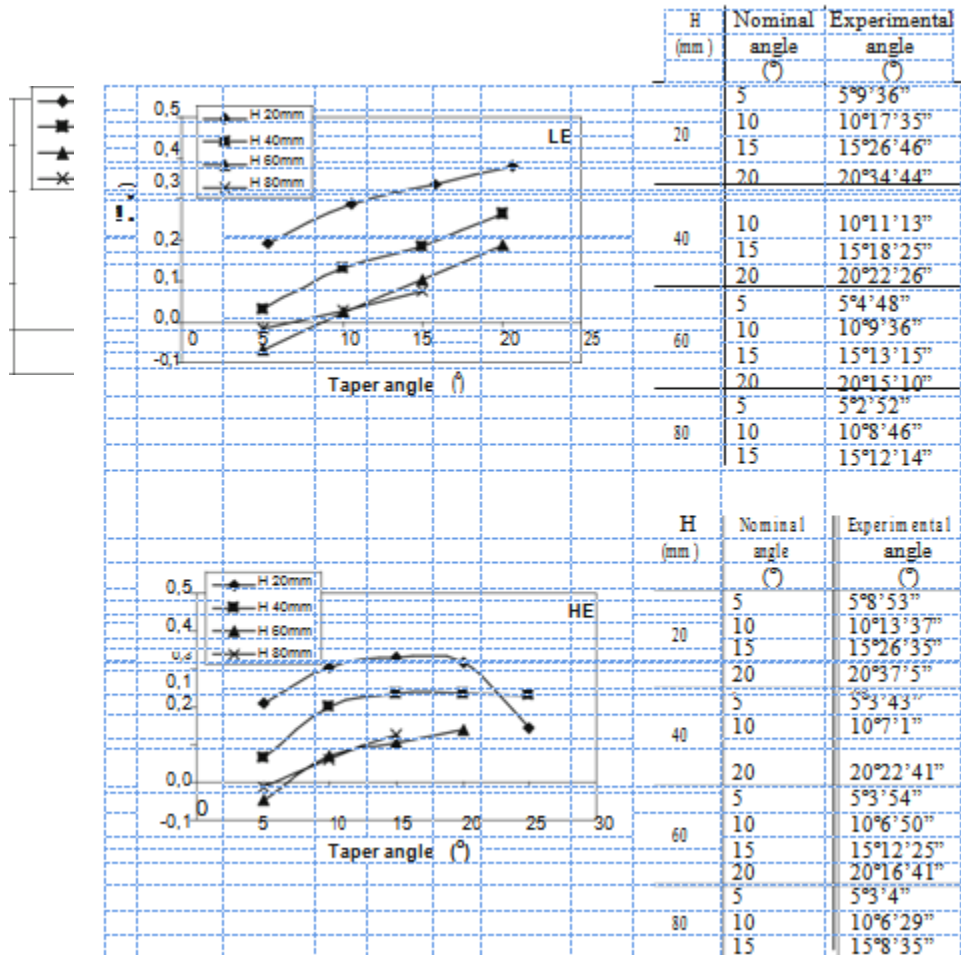 H Nominal Experimental
(mm) angle angle
(°) (°)
20
5 5°9'36”
10 10°17'35”
15 15°26'46”
20 20°34'44”
40
10 10°11'13”
15 15°18'25”
20 20°22'26”
60
5 5°4'48”
10 10°9'36”
15 15°13'15”
20 20°15'10”
80
5 5°2'52”
10 10°8'46”
15 15°12'14”
H 20mm
H 40mm
H 60mm
H 80mm
LE
0,5
0,4
0,3
0,2
0,1
0,0
-0,1
0 5 10 15 20 25
Taper angle (°)
H Nominal Experimental
(mm) angle angle
(°) (°)
20
5 5°8'53”
10 10°13'37”
15 15°26'35”
20 20°37'5”
40
5 5°3'43”
10 10°7'1”
20 20°22'41”
60
5 5°3'54”
10 10°6'50”
15 15°12'25”
20 20°16'41”
80
5 5°3'4”
10 10°6'29”
15 15°8'35”
H 20mm
H 40mm
H 60mm
H 80mm
HE
0,5
0,4
0,3
0,1
0,2
0,0
-0,1
0
5 10 15 20 25 30
Taper angle (°)